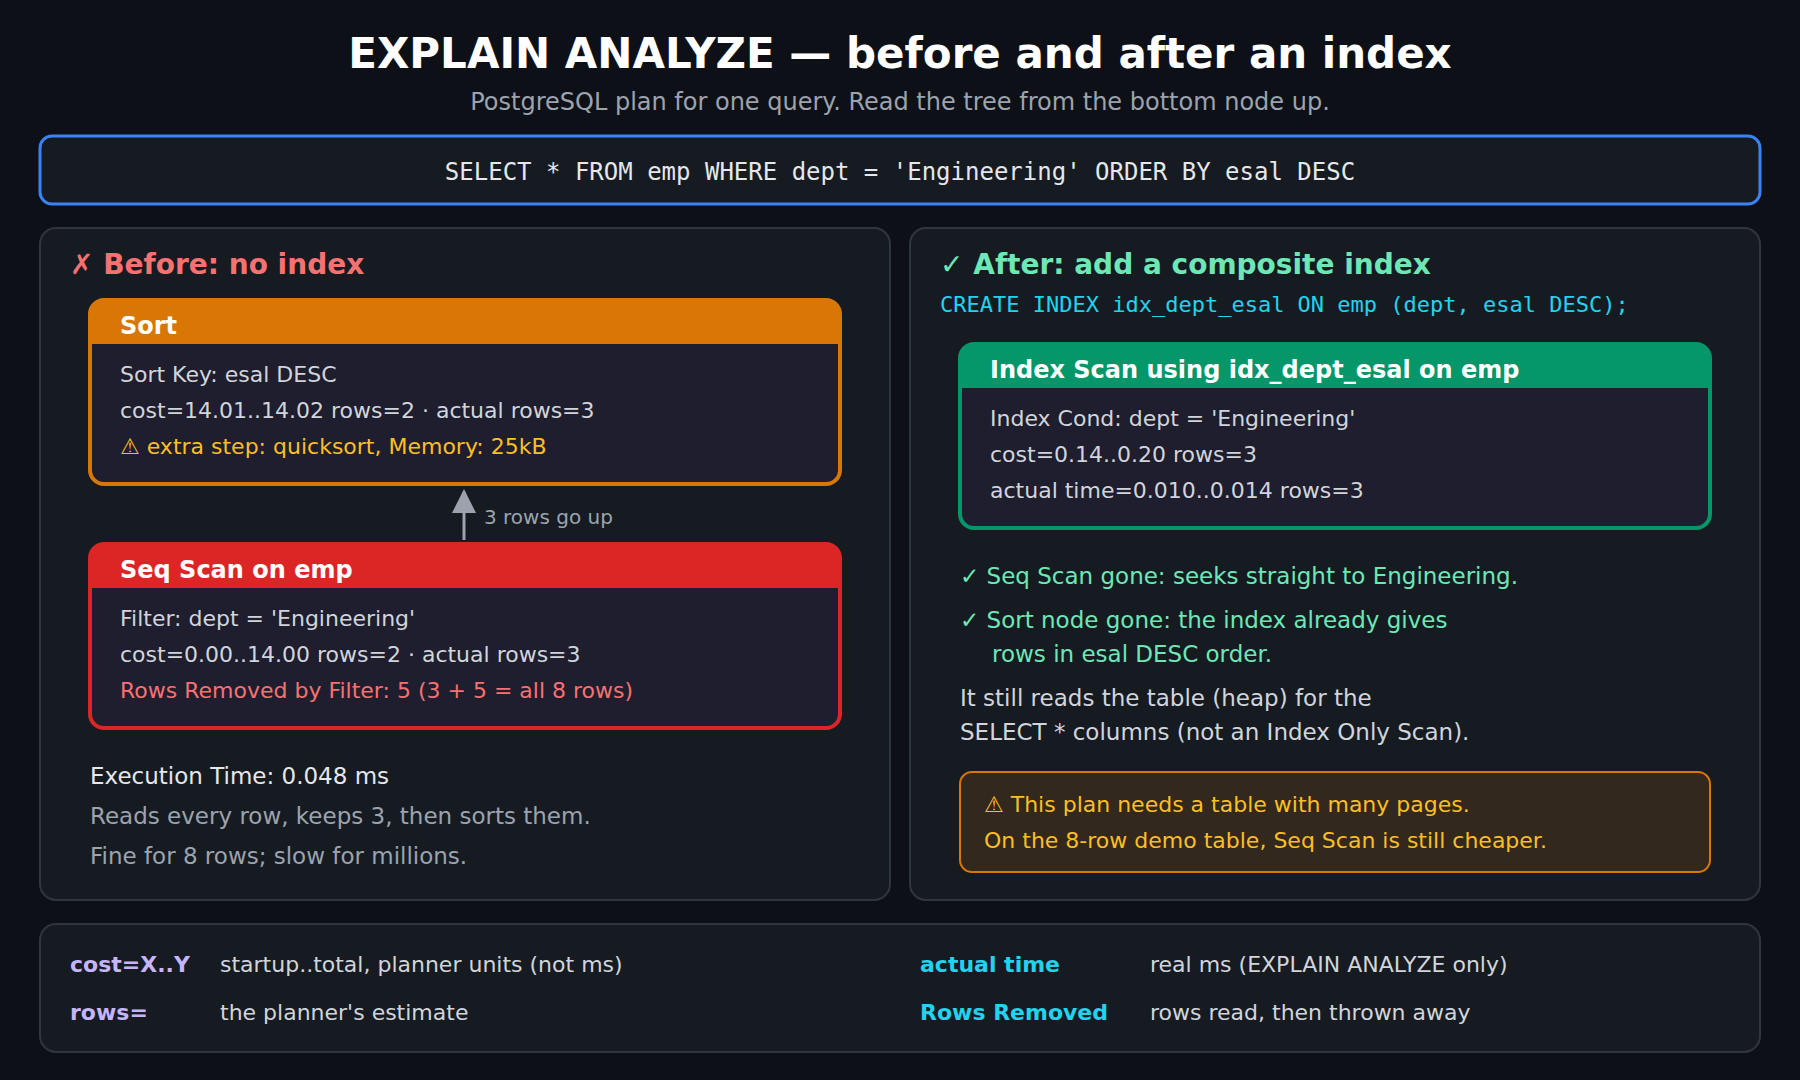 EXPLAIN ANALYZE — before and after an index
PostgreSQL plan for one query. Read the tree from the bottom node up.
SELECT * FROM emp WHERE dept = 'Engineering' ORDER BY esal DESC
✗ Before: no index
Sort
Sort Key: esal DESC
cost=14.01..14.02 rows=2 · actual rows=3
⚠ extra step: quicksort, Memory: 25kB
3 rows go up
Seq Scan on emp
Filter: dept = 'Engineering'
cost=0.00..14.00 rows=2 · actual rows=3
Rows Removed by Filter: 5 (3 + 5 = all 8 rows)
Execution Time: 0.048 ms
Reads every row, keeps 3, then sorts them.
Fine for 8 rows; slow for millions.
✓ After: add a composite index
CREATE INDEX idx_dept_esal ON emp (dept, esal DESC);
Index Scan using idx_dept_esal on emp
Index Cond: dept = 'Engineering'
cost=0.14..0.20 rows=3
actual time=0.010..0.014 rows=3
✓ Seq Scan gone: seeks straight to Engineering.
✓ Sort node gone: the index already gives
rows in esal DESC order.
It still reads the table (heap) for the
SELECT * columns (not an Index Only Scan).
⚠ This plan needs a table with many pages.
On the 8-row demo table, Seq Scan is still cheaper.
cost=X..Y startup..total, planner units (not ms)
rows= the planner's estimate
actual time real ms (EXPLAIN ANALYZE only)
Rows Removed rows read, then thrown away